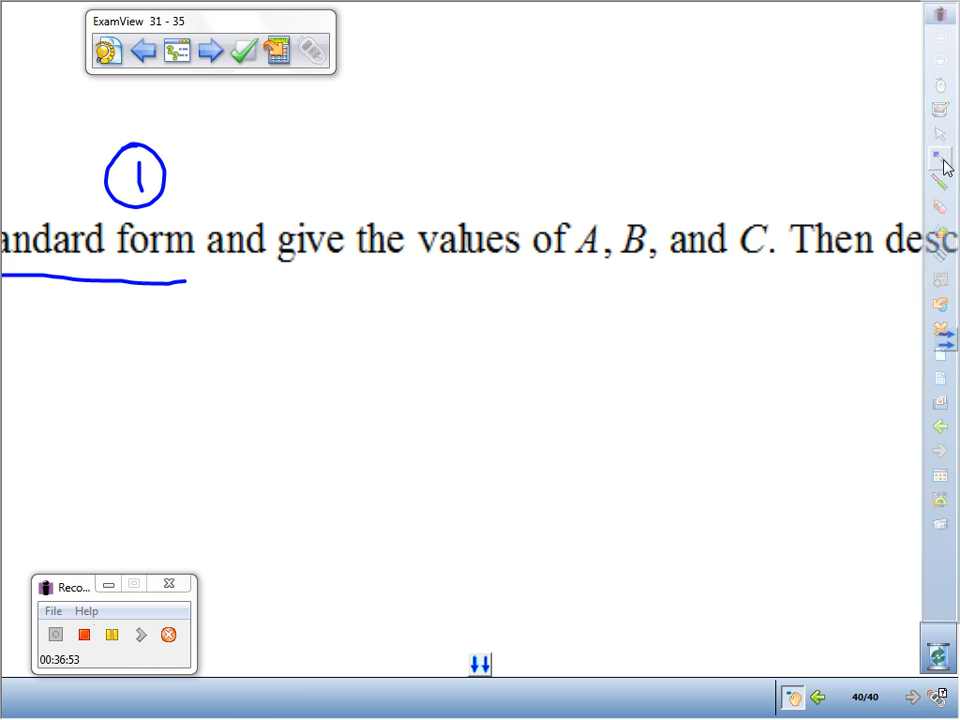 ExamView 31 - 35
1
andard form and give the values of A, B, and C. Then desc
Reco...
File Help
00:36:53
40/40